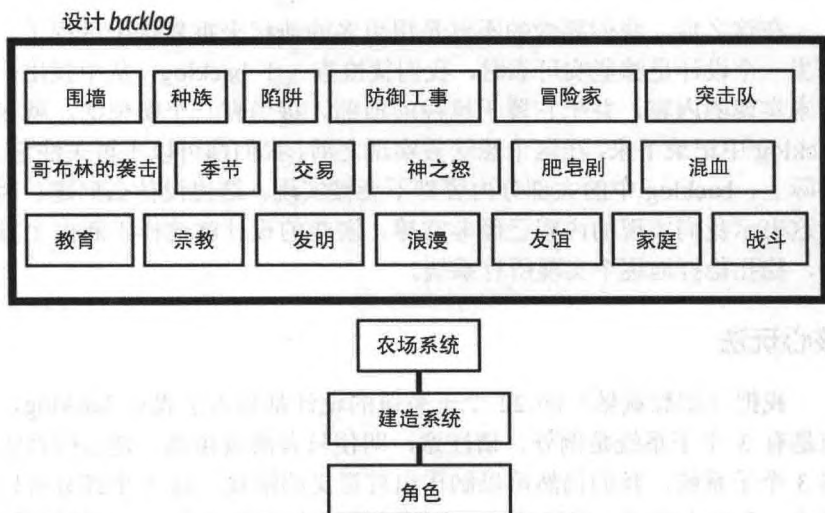 设计 backlog
围墙 种族 陷阱 防御工事 冒险家 突击队
哥布林的袭击 季节 交易 神之怒 肥皂剧 混血
教育 宗教 发明 浪漫 友谊 家庭 战斗
农场系统
建造系统
角色